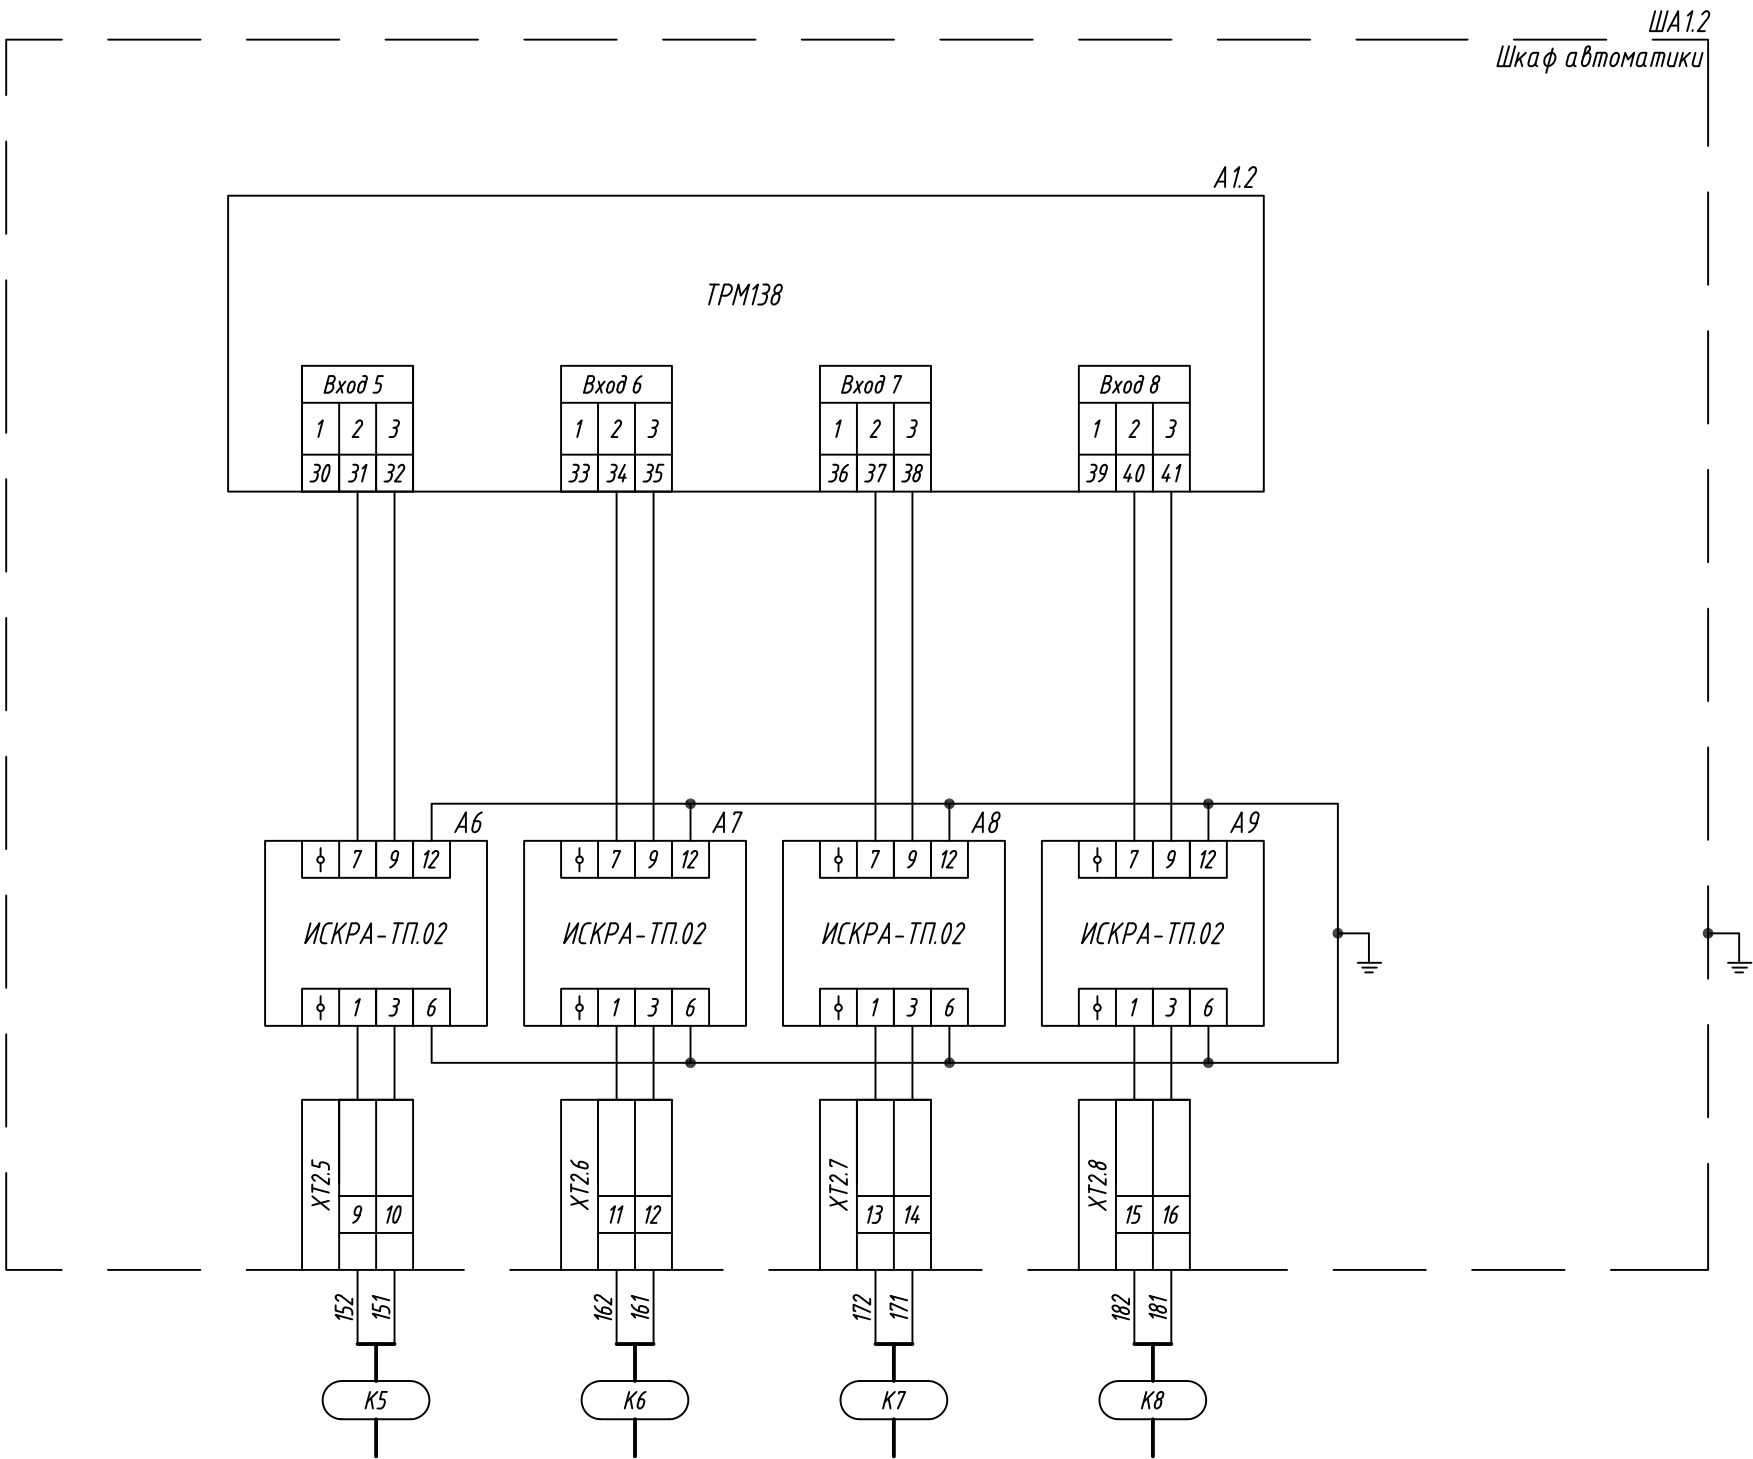 ША1.2
Шкаф автоматики
А1.2
ТРМ138
Вход 5 Вход 6 Вход 7 Вход 8
1 2 3 1 2 3 1 2 3 1 2 3
30 31 32 33 34 35 36 37 38 39 40 41
А6 А7 А8 А9
7 9 12 7 9 12 7 9 12 7 9 12
ИСКРА-ТП.02 ИСКРА-ТП.02 ИСКРА-ТП.02 ИСКРА-ТП.02
1 3 6 1 3 6 1 3 6 1 3 6
ХТ2.5 ХТ2.6 ХТ2.7 ХТ2.8
9 10 11 12 13 14 15 16
152 151 162 161 172 171 182 181
К5 К6 К7 К8